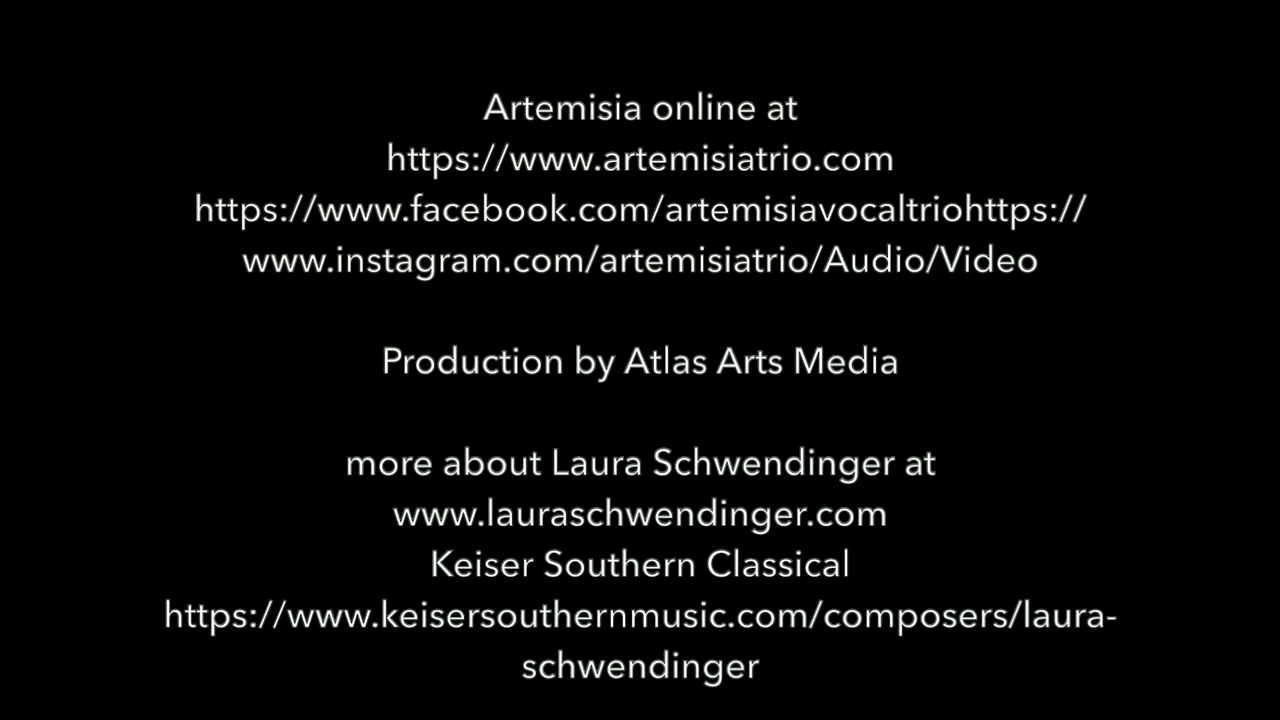 Artemisia online at
https://www.artemisiatrio.com
https://www.facebook.com/artemisiavocaltriohttps://
www.instagram.com/artemisiatrio/Audio/Video
Production by Atlas Arts Media
more about Laura Schwendinger at
www.lauraschwendinger.com
Keiser Southern Classical
https://www.keisersouthernmusic.com/composers/laura-
schwendinger